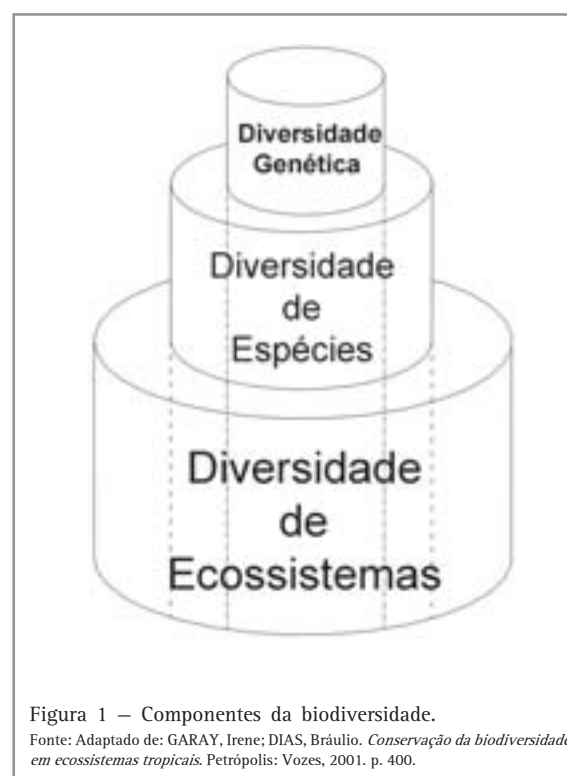 Diversidade
Genética
Diversidade
de
Espécies
Diversidade
de
Ecossistemas
Figura 1 – Componentes da biodiversidade.
Fonte: Adaptado de: GARAY, Irene; DIAS, Bráulio. Conservação da biodiversidade
em ecossistemas tropicais. Petrópolis: Vozes, 2001. p. 400.